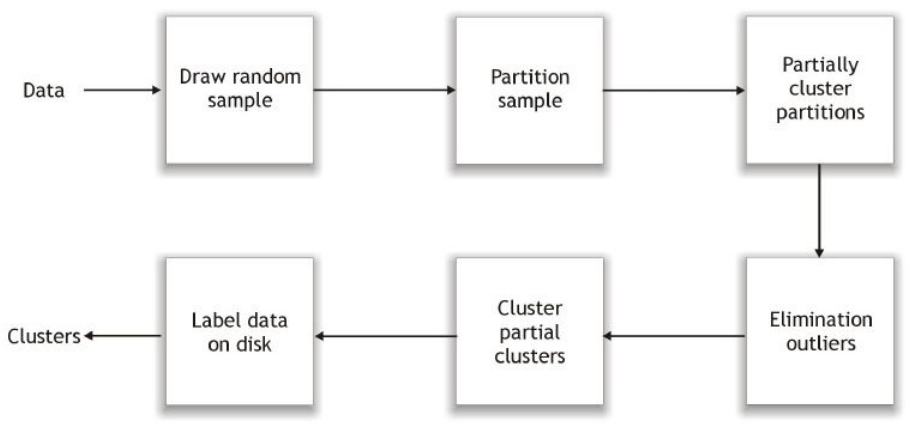 Data
Draw random
sample
Partition
sample
Partially
cluster
partitions
Elimination
outliers
Cluster
partial
clusters
Label data
on disk
Clusters